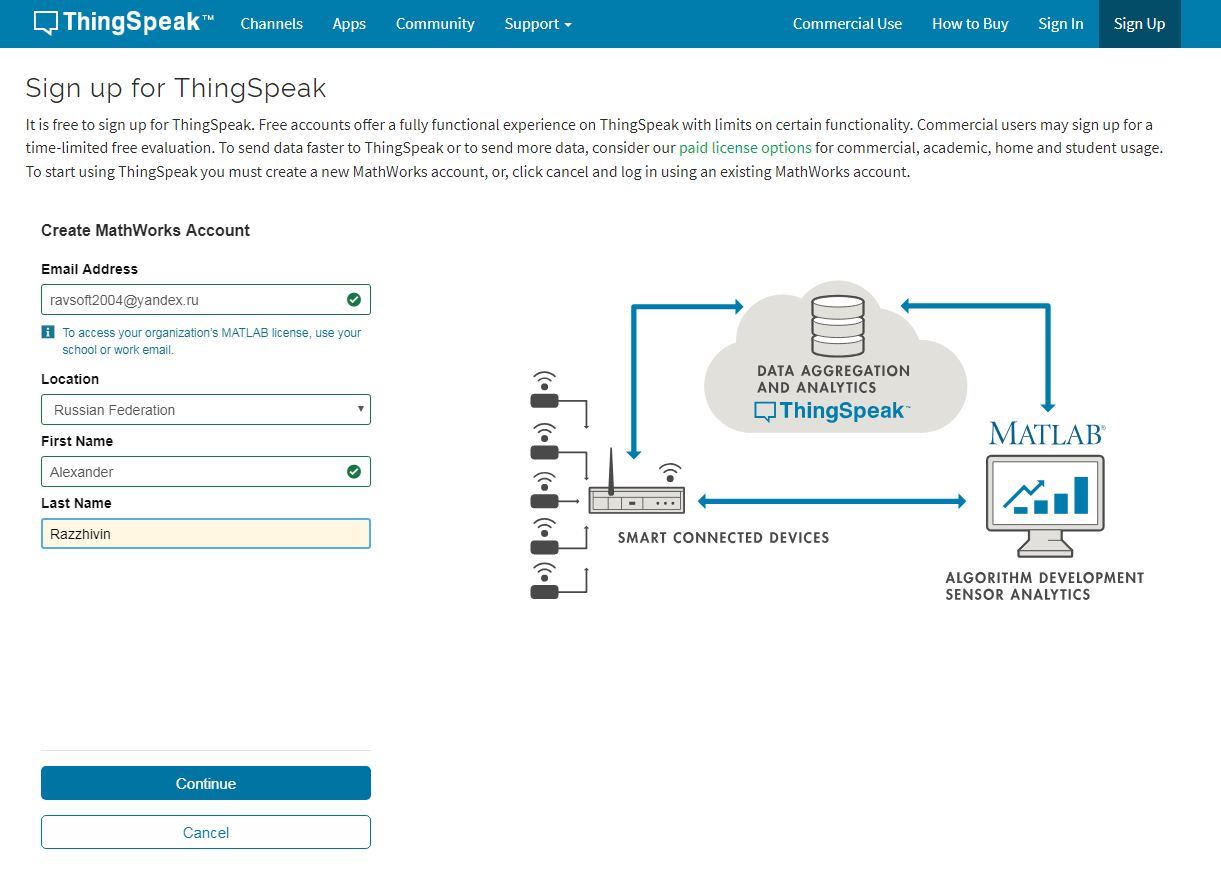 ThingSpeak™ Channels Apps Community Support Commercial Use How to Buy Sign In Sign Up
Sign up for ThingSpeak
It is free to sign up for ThingSpeak. Free accounts offer a fully functional experience on ThingSpeak with limits on certain functionality. Commercial users may sign up for a
time-limited free evaluation. To send data faster to ThingSpeak or to send more data, consider our paid license options for commercial, academic, home and student usage.
To start using ThingSpeak you must create a new MathWorks account, or, click cancel and log in using an existing MathWorks account.
Create MathWorks Account
Email Address
ravsoft2004@yandex.ru
To access your organization's MATLAB license, use your
school or work email.
Location
Russian Federation
First Name
Alexander
Last Name
Razzhivin
Continue
Cancel
DATA AGGREGATION
AND ANALYTICS
ThingSpeak™
MATLAB®
SMART CONNECTED DEVICES
ALGORITHM DEVELOPMENT
SENSOR ANALYTICS